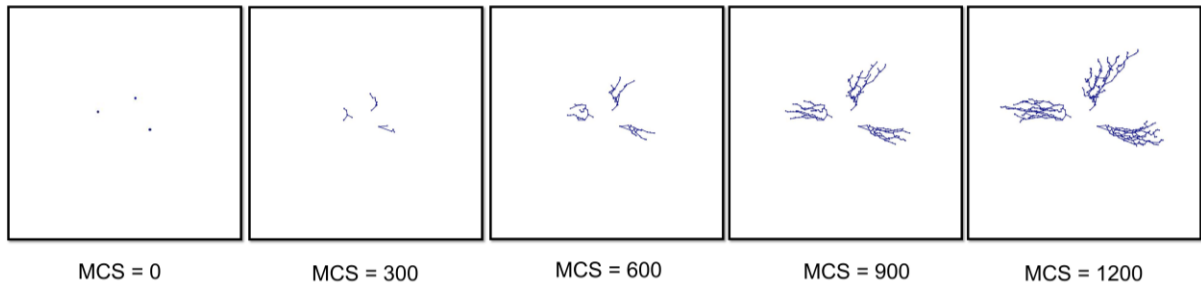 MCS = 0 MCS = 300 MCS = 600 MCS = 900 MCS = 1200